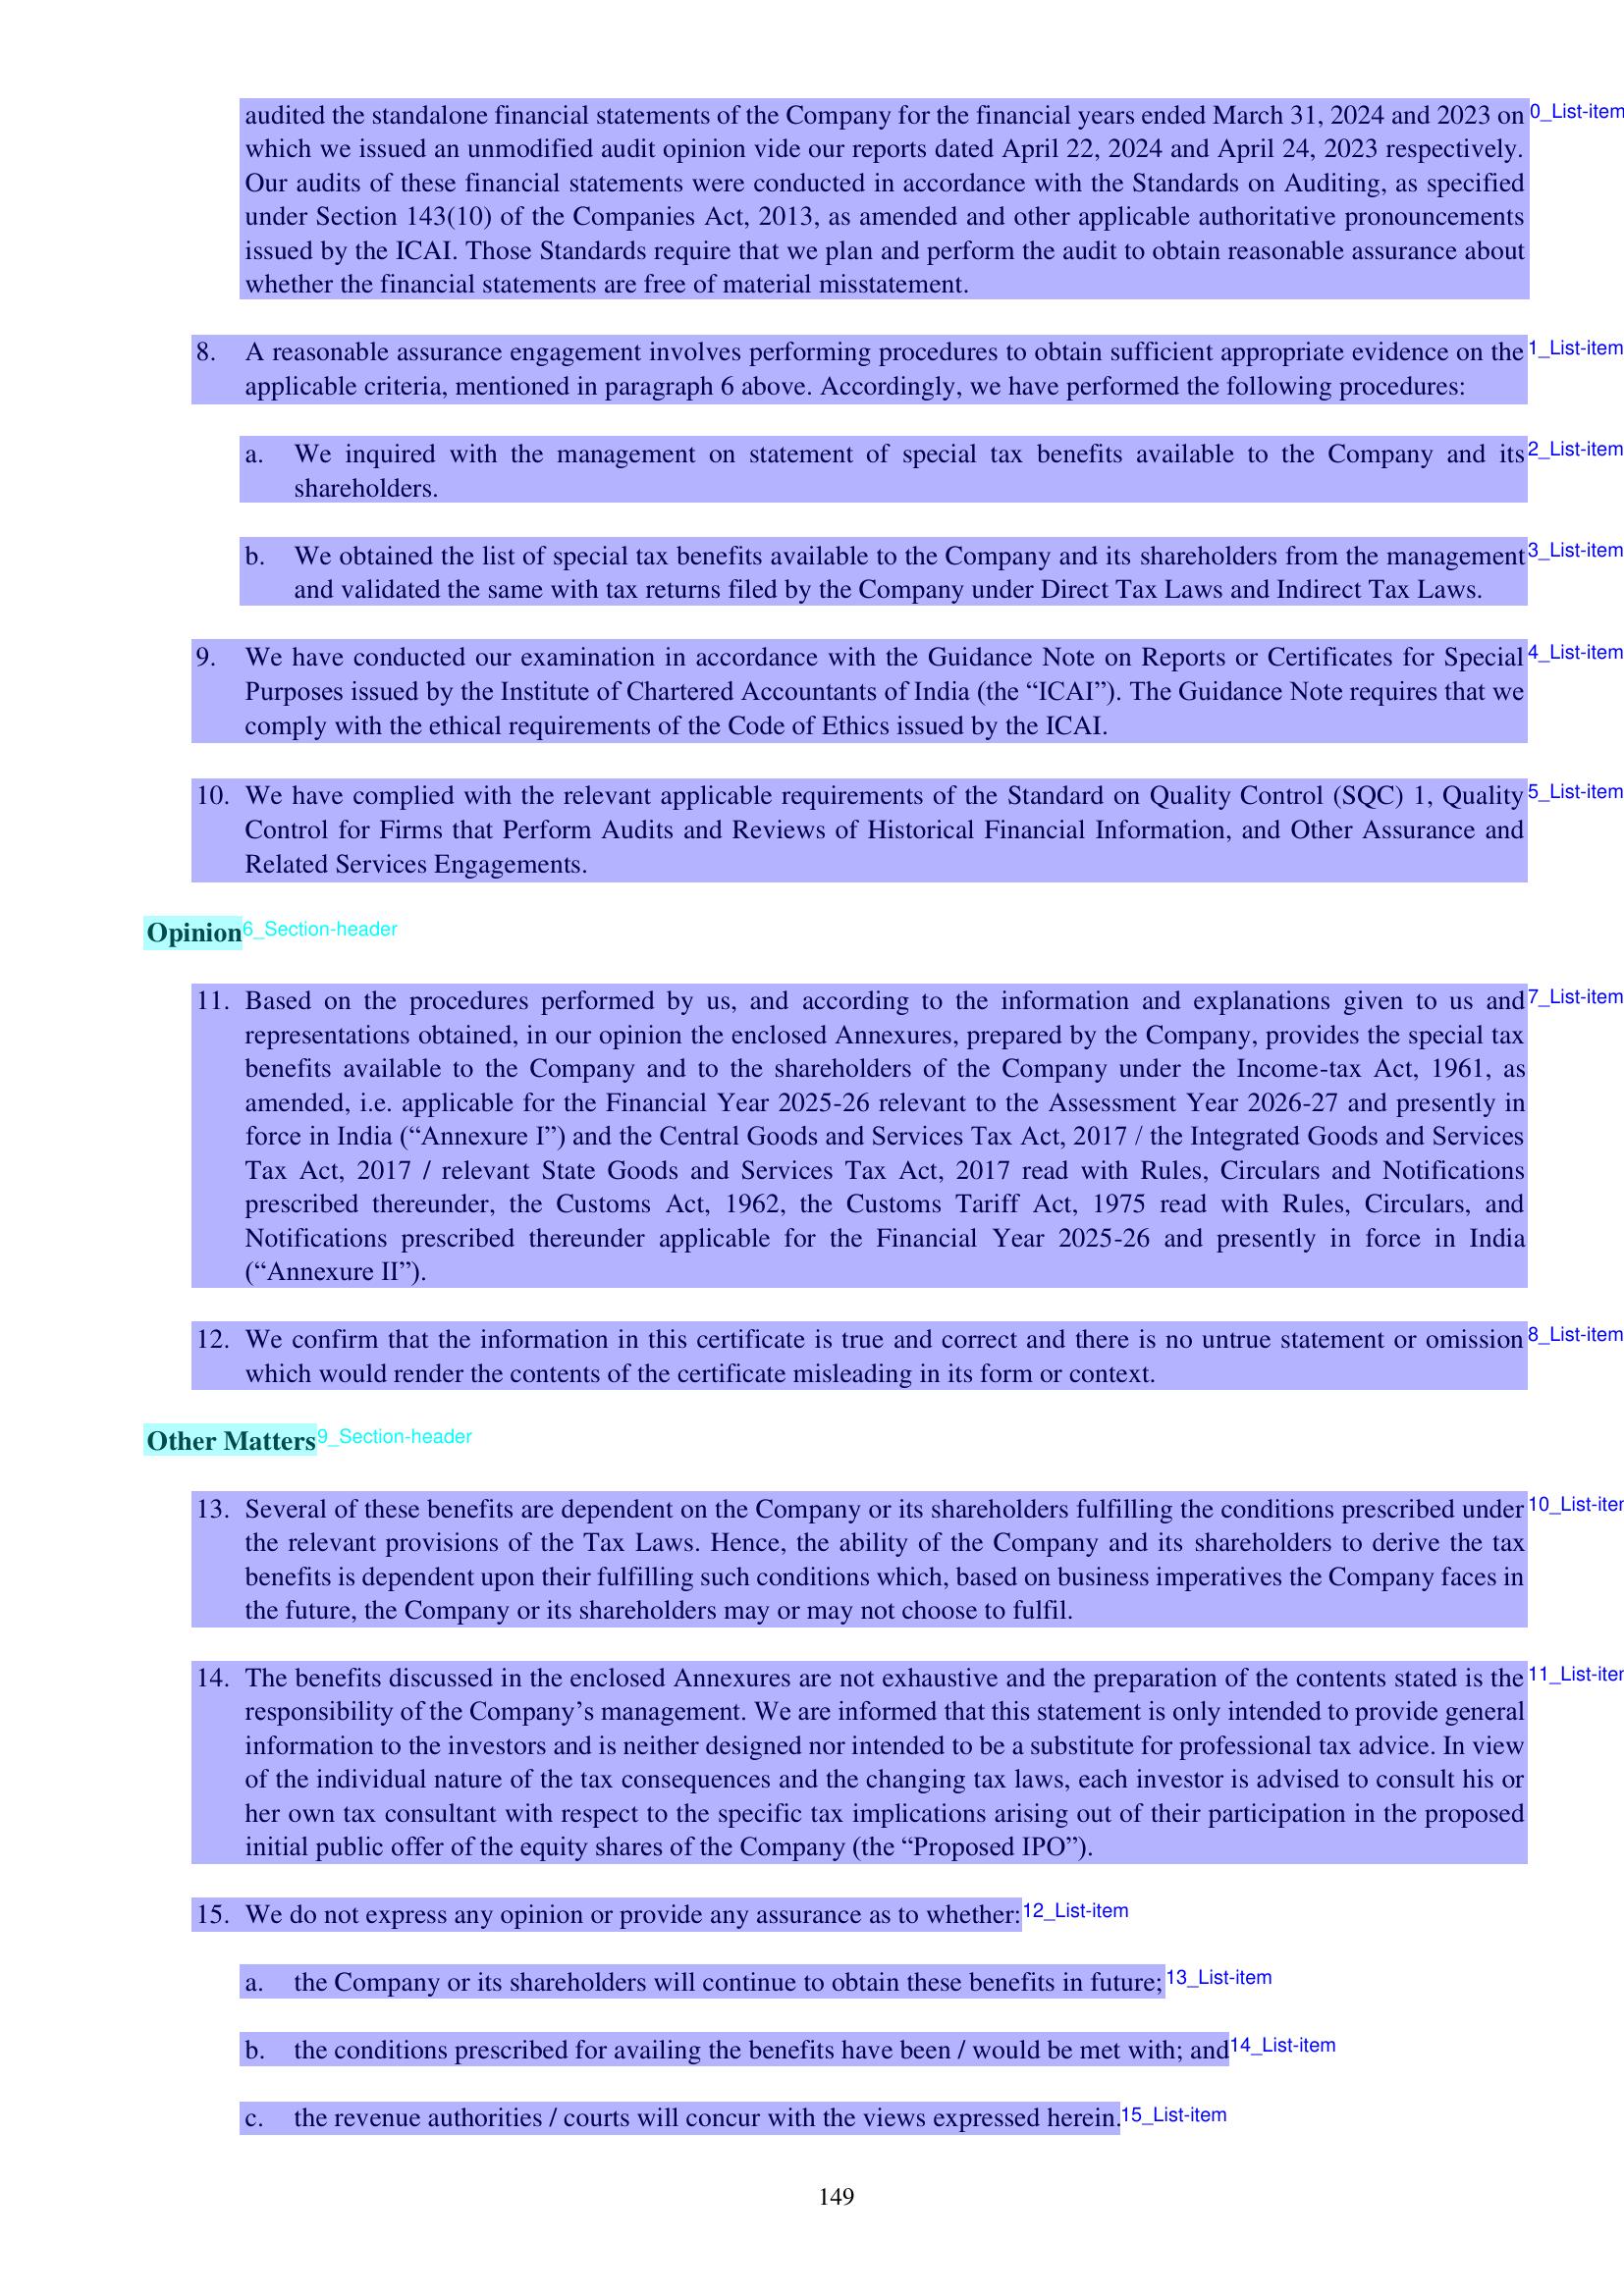 audited the standalone financial statements of the Company for the financial years ended March 31, 2024 and 2023 on 0_List-item
which we issued an unmodified audit opinion vide our reports dated April 22, 2024 and April 24, 2023 respectively.
Our audits of these financial statements were conducted in accordance with the Standards on Auditing, as specified
under Section 143(10) of the Companies Act, 2013, as amended and other applicable authoritative pronouncements
issued by the ICAI. Those Standards require that we plan and perform the audit to obtain reasonable assurance about
whether the financial statements are free of material misstatement.
8. A reasonable assurance engagement involves performing procedures to obtain sufficient appropriate evidence on the 1_List-item
applicable criteria, mentioned in paragraph 6 above. Accordingly, we have performed the following procedures:
a. We inquired with the management on statement of special tax benefits available to the Company and its 2_List-item
shareholders.
b. We obtained the list of special tax benefits available to the Company and its shareholders from the management 3_List-item
and validated the same with tax returns filed by the Company under Direct Tax Laws and Indirect Tax Laws.
9. We have conducted our examination in accordance with the Guidance Note on Reports or Certificates for Special 4_List-item
Purposes issued by the Institute of Chartered Accountants of India (the “ICAI”). The Guidance Note requires that we
comply with the ethical requirements of the Code of Ethics issued by the ICAI.
10. We have complied with the relevant applicable requirements of the Standard on Quality Control (SQC) 1, Quality 5_List-item
Control for Firms that Perform Audits and Reviews of Historical Financial Information, and Other Assurance and
Related Services Engagements.
Opinion 6_Section-header
11. Based on the procedures performed by us, and according to the information and explanations given to us and 7_List-item
representations obtained, in our opinion the enclosed Annexures, prepared by the Company, provides the special tax
benefits available to the Company and to the shareholders of the Company under the Income-tax Act, 1961, as
amended, i.e. applicable for the Financial Year 2025-26 relevant to the Assessment Year 2026-27 and presently in
force in India (“Annexure I”) and the Central Goods and Services Tax Act, 2017 / the Integrated Goods and Services
Tax Act, 2017 / relevant State Goods and Services Tax Act, 2017 read with Rules, Circulars and Notifications
prescribed thereunder, the Customs Act, 1962, the Customs Tariff Act, 1975 read with Rules, Circulars, and
Notifications prescribed thereunder applicable for the Financial Year 2025-26 and presently in force in India
(“Annexure II”).
12. We confirm that the information in this certificate is true and correct and there is no untrue statement or omission 8_List-item
which would render the contents of the certificate misleading in its form or context.
Other Matters 9_Section-header
13. Several of these benefits are dependent on the Company or its shareholders fulfilling the conditions prescribed under 10_List-item
the relevant provisions of the Tax Laws. Hence, the ability of the Company and its shareholders to derive the tax
benefits is dependent upon their fulfilling such conditions which, based on business imperatives the Company faces in
the future, the Company or its shareholders may or may not choose to fulfil.
14. The benefits discussed in the enclosed Annexures are not exhaustive and the preparation of the contents stated is the 11_List-item
responsibility of the Company’s management. We are informed that this statement is only intended to provide general
information to the investors and is neither designed nor intended to be a substitute for professional tax advice. In view
of the individual nature of the tax consequences and the changing tax laws, each investor is advised to consult his or
her own tax consultant with respect to the specific tax implications arising out of their participation in the proposed
initial public offer of the equity shares of the Company (the “Proposed IPO”).
15. We do not express any opinion or provide any assurance as to whether: 12_List-item
a. the Company or its shareholders will continue to obtain these benefits in future; 13_List-item
b. the conditions prescribed for availing the benefits have been / would be met with; and 14_List-item
c. the revenue authorities / courts will concur with the views expressed herein. 15_List-item
149